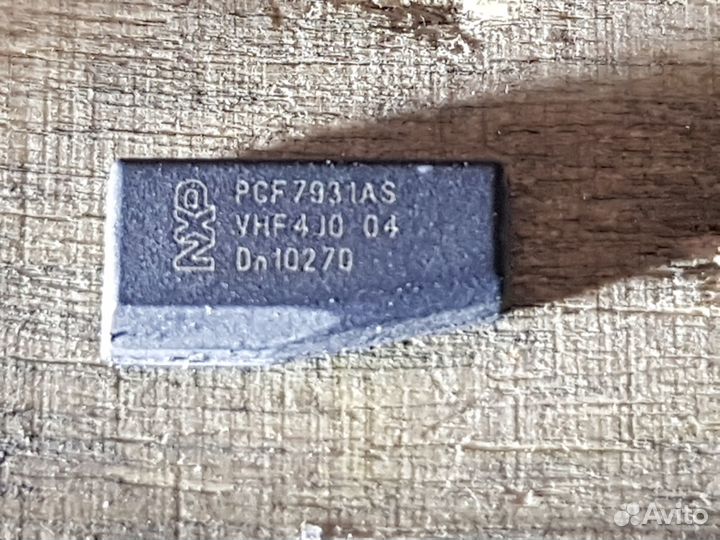 NXP
PCF7931AS
VHF4J0 04
Dn10270
Avito